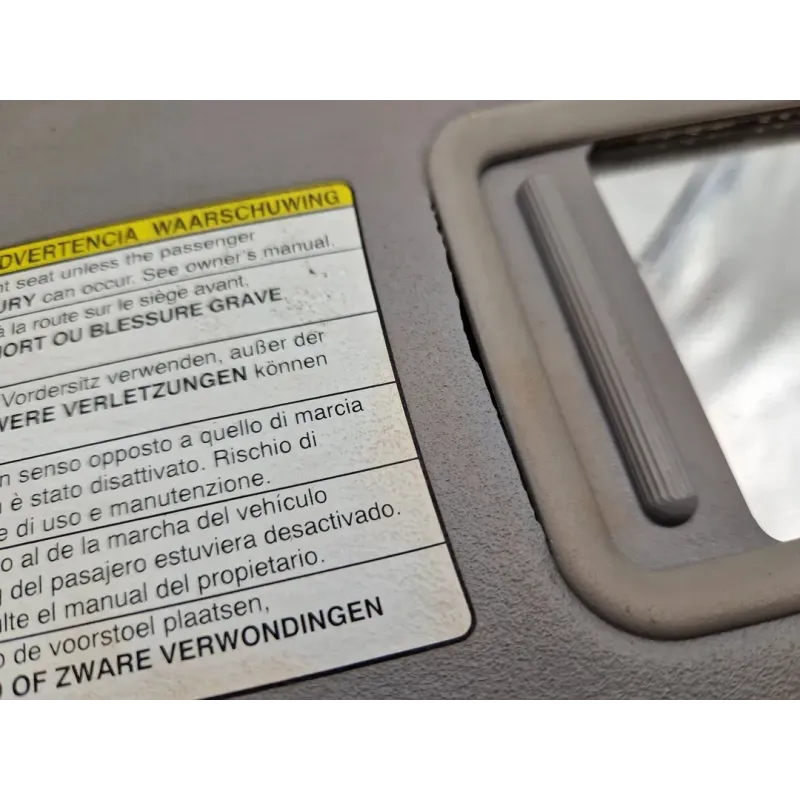 DVERTENCIA WAARSCHUWING
nt seat unless the passenger
URY can occur. See owner's manual.
à la route sur le siège avant,
MORT OU BLESSURE GRAVE
Vordersitz verwenden, außer der
WERE VERLETZUNGEN können
n senso opposto a quello di marcia
è stato disattivato. Rischio di
e di uso e manutenzione.
o al de la marcha del vehículo
del pasajero estuviera desactivado.
lte el manual del propietario.
o de voorstoel plaatsen,
OF ZWARE VERWONDINGEN